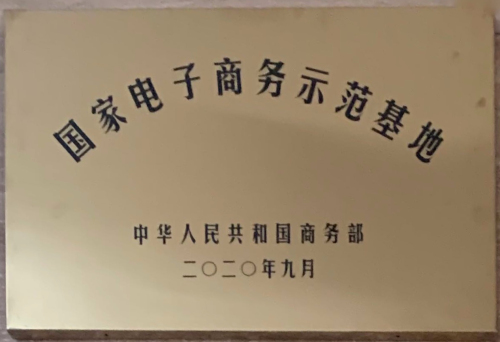 国家电子商务示范基地
中华人民共和国商务部
二〇二〇年九月